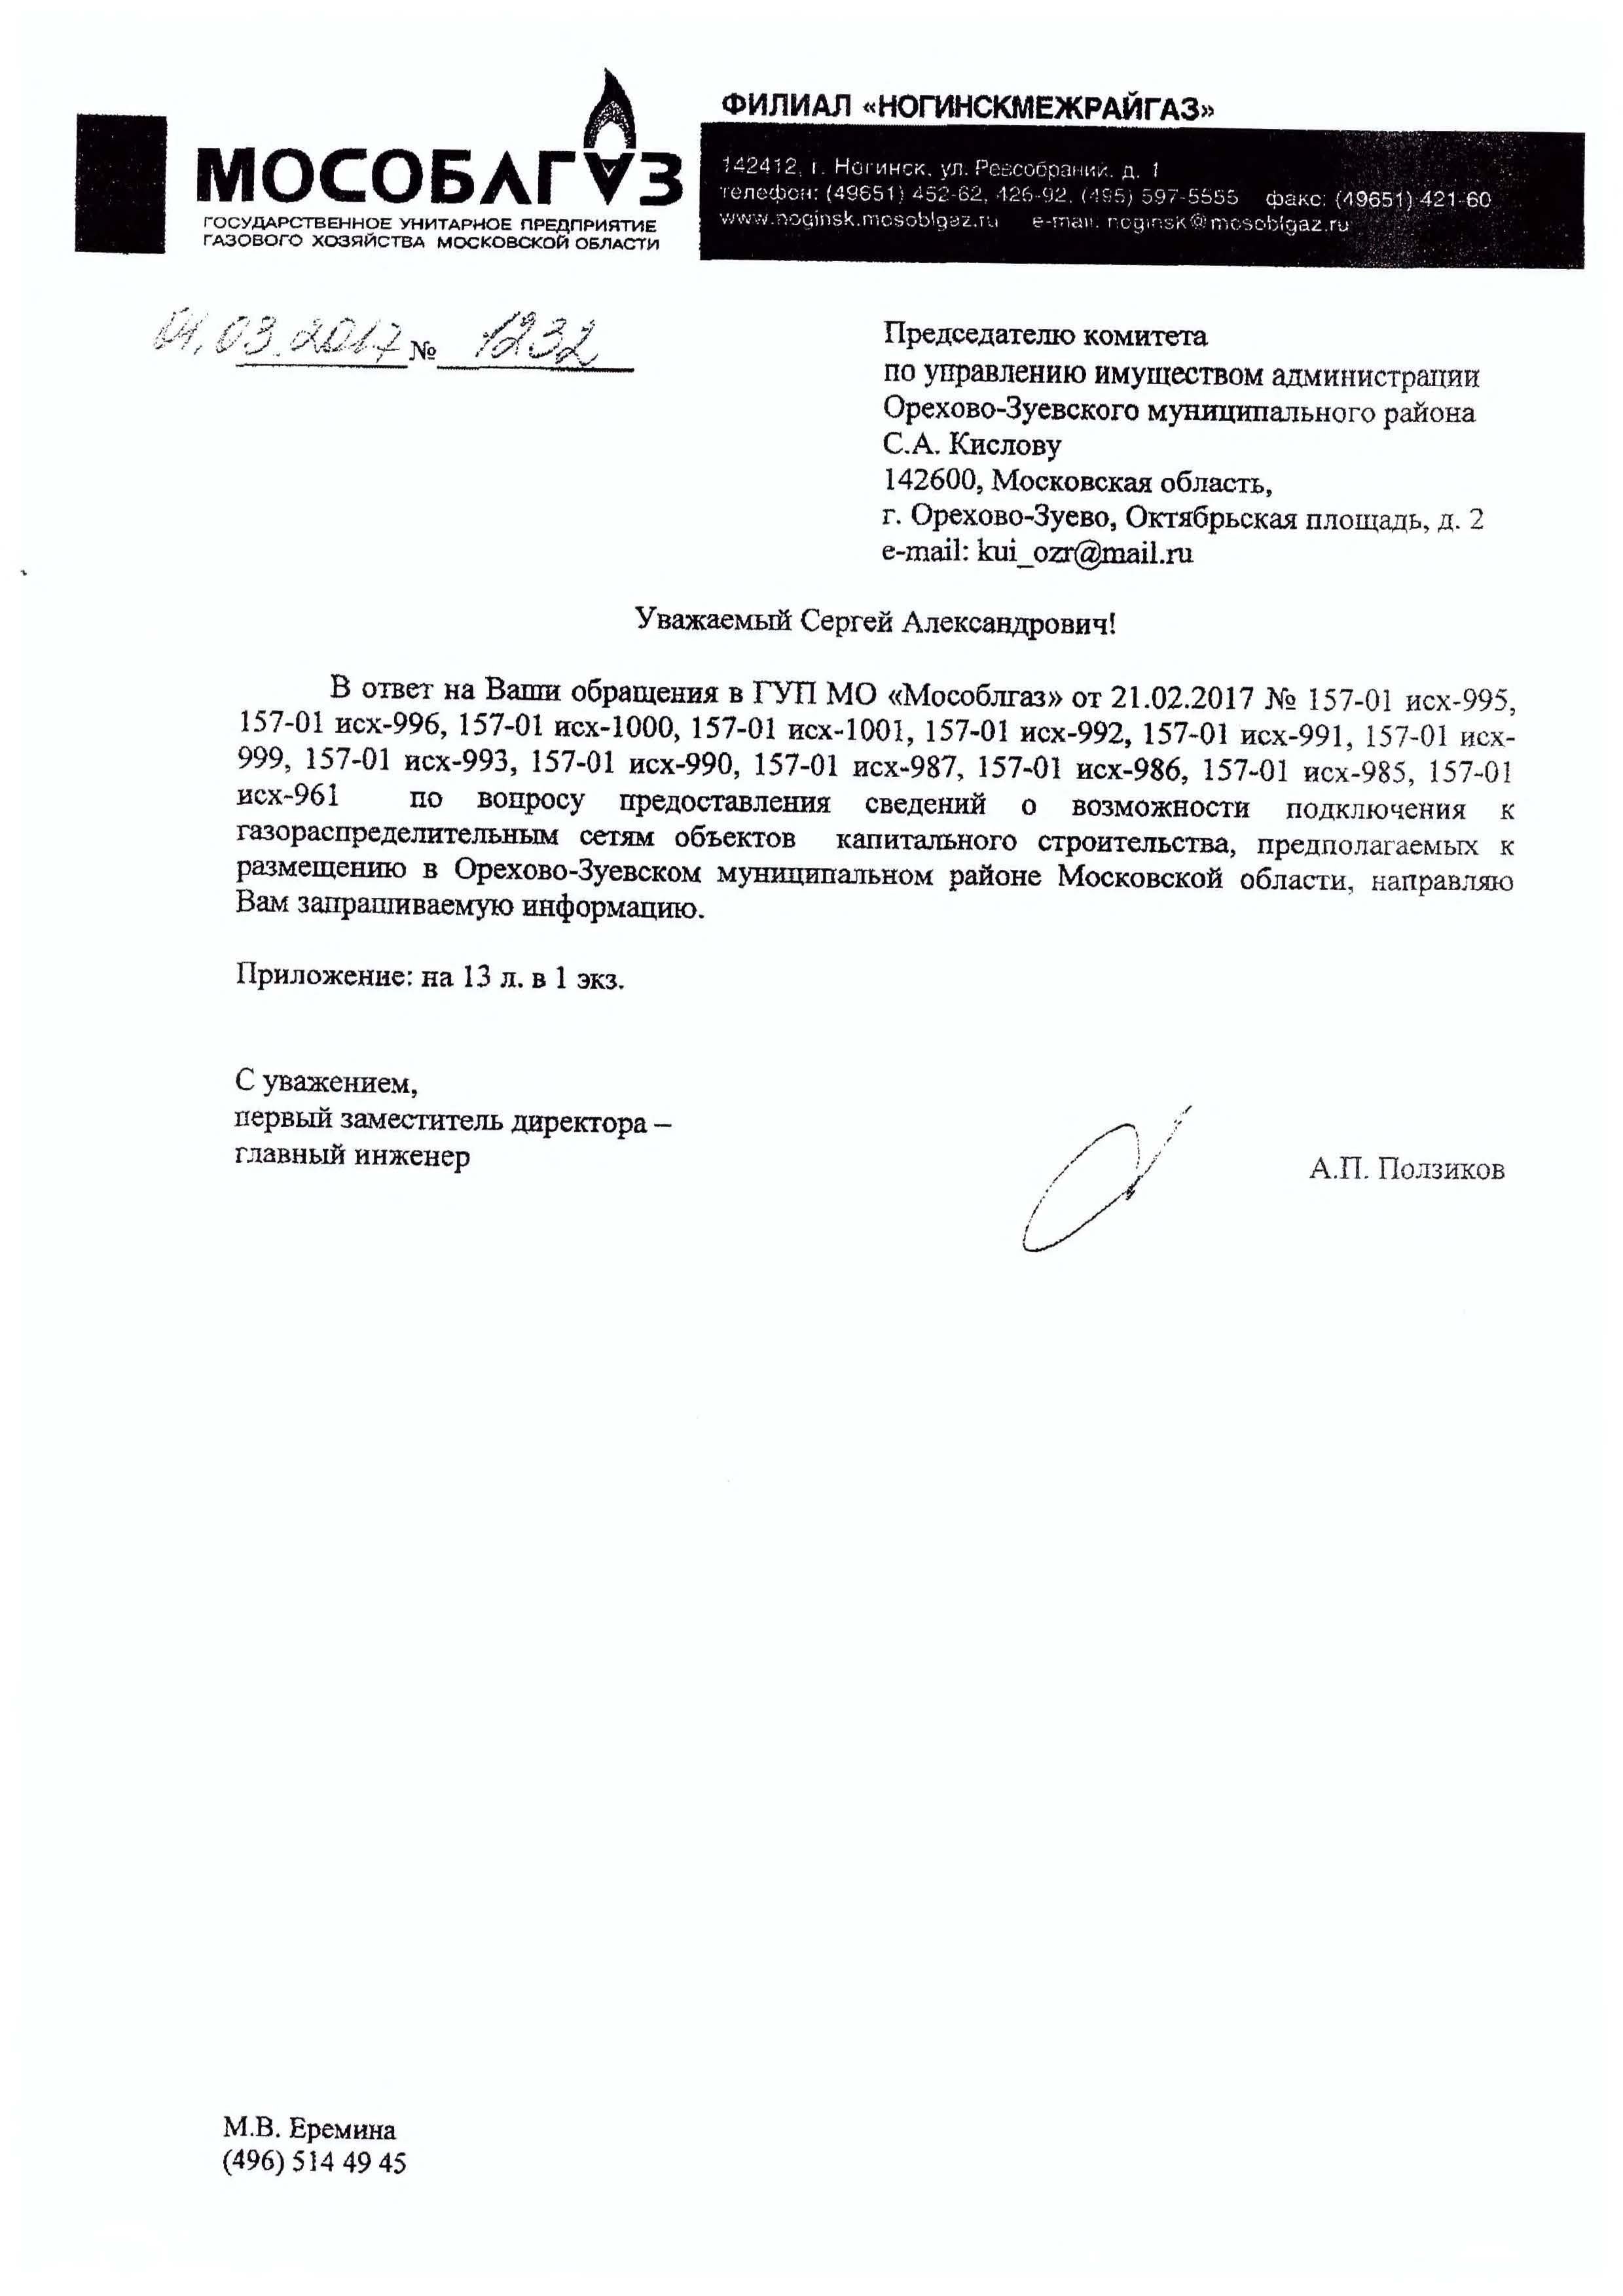 ФИЛИАЛ «НОГИНСКМЕЖРАЙГАЗ»
МОСОБЛГАЗ
ГОСУДАРСТВЕННОЕ УНИТАРНОЕ ПРЕДПРИЯТИЕ
ГАЗОВОГО ХОЗЯЙСТВА МОСКОВСКОЙ ОБЛАСТИ
142412, г. Ногинск, ул. Ревсобраний, д. 1
телефон: (49651) 452-62, 426-92, (495) 597-5555 факс: (49651) 421-60
www.noginsk.mosoblgaz.ru e-mail: noginsk@mosoblgaz.ru
01.03.2017 № 1232
Председателю комитета
по управлению имуществом администрации
Орехово-Зуевского муниципального района
С.А. Кислову
142600, Московская область,
г. Орехово-Зуево, Октябрьская площадь, д. 2
e-mail: kui_ozr@mail.ru
Уважаемый Сергей Александрович!
В ответ на Ваши обращения в ГУП МО «Мособлгаз» от 21.02.2017 № 157-01 исх-995,
157-01 исх-996, 157-01 исх-1000, 157-01 исх-1001, 157-01 исх-992, 157-01 исх-991, 157-01 исх-
999, 157-01 исх-993, 157-01 исх-990, 157-01 исх-987, 157-01 исх-986, 157-01 исх-985, 157-01
исх-961 по вопросу предоставления сведений о возможности подключения к
газораспределительным сетям объектов капитального строительства, предполагаемых к
размещению в Орехово-Зуевском муниципальном районе Московской области, направляю
Вам запрашиваемую информацию.
Приложение: на 13 л. в 1 экз.
С уважением,
первый заместитель директора –
главный инженер
А.П. Ползиков
М.В. Еремина
(496) 514 49 45